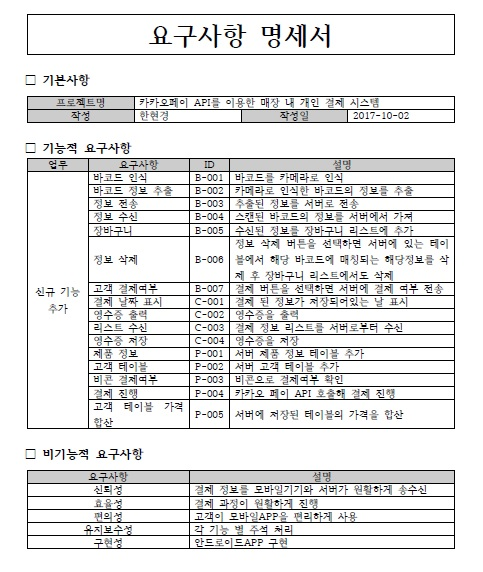 요구사항 명세서
□ 기본사항
프로젝트명 카카오페이 API를 이용한 매장 내 개인 결제 시스템
작성 한현경 작성일 2017-10-02
□ 기능적 요구사항
업무 요구사항 ID 설명
신규 기능
추가
바코드 인식 B-001 바코드를 카메라로 인식
바코드 정보 추출 B-002 카메라로 인식한 바코드의 정보를 추출
정보 전송 B-003 추출된 정보를 서버로 전송
정보 수신 B-004 스캔된 바코드의 정보를 서버에서 가져
장바구니 B-005 수신된 정보를 장바구니 리스트에 추가
정보 삭제 B-006 정보 삭제 버튼을 선택하면 서버에 있는 테이
블에서 해당 바코드에 매칭되는 해당정보를 삭
제 후 장바구니 리스트에서도 삭제
고객 결제여부 B-007 결제 버튼을 선택하면 서버에 결제 여부 전송
결제 날짜 표시 C-001 결제 된 정보가 저장되어있는 날 표시
영수증 출력 C-002 영수증을 출력
리스트 수신 C-003 결제 정보 리스트를 서버로부터 수신
영수증 저장 C-004 영수증을 저장
제품 정보 P-001 서버 제품 정보 테이블 추가
고객 테이블 P-002 서버 고객 테이블 추가
비콘 결제여부 P-003 비콘으로 결제여부 확인
결제 진행 P-004 카카오 페이 API 호출해 결제 진행
고객 테이블 가격
합산 P-005 서버에 저장된 테이블의 가격을 합산
□ 비기능적 요구사항
요구사항 설명
신뢰성 결제 정보를 모바일기기와 서버가 원활하게 송수신
효율성 결제 과정이 원활하게 진행
편의성 고객이 모바일APP을 편리하게 사용
유지보수성 각 기능 별 주석 처리
구현성 안드로이드APP 구현